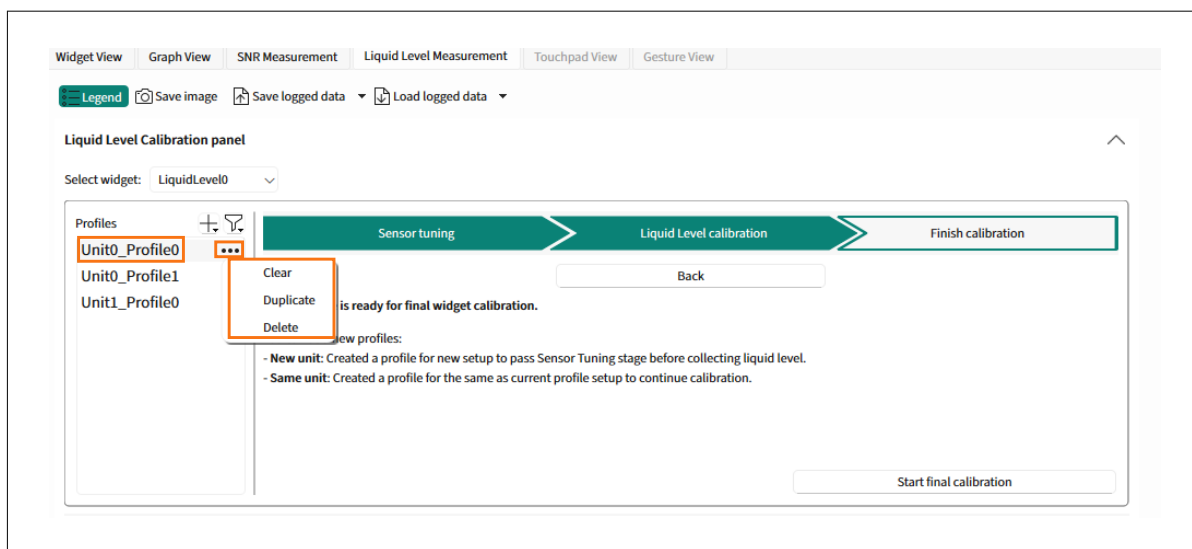 Widget View Graph View SNR Measurement Liquid Level Measurement Touchpad View Gesture View
Legend Save image Save logged data Load logged data
Liquid Level Calibration panel
Select widget: LiquidLevel0
Profiles
Unit0_Profile0
Unit0_Profile1
Unit1_Profile0
Clear
Duplicate
Delete
Sensor tuning Liquid Level calibration Finish calibration
Back
is ready for final widget calibration.
new profiles:
- New unit: Created a profile for new setup to pass Sensor Tuning stage before collecting liquid level.
- Same unit: Created a profile for the same as current profile setup to continue calibration.
Start final calibration